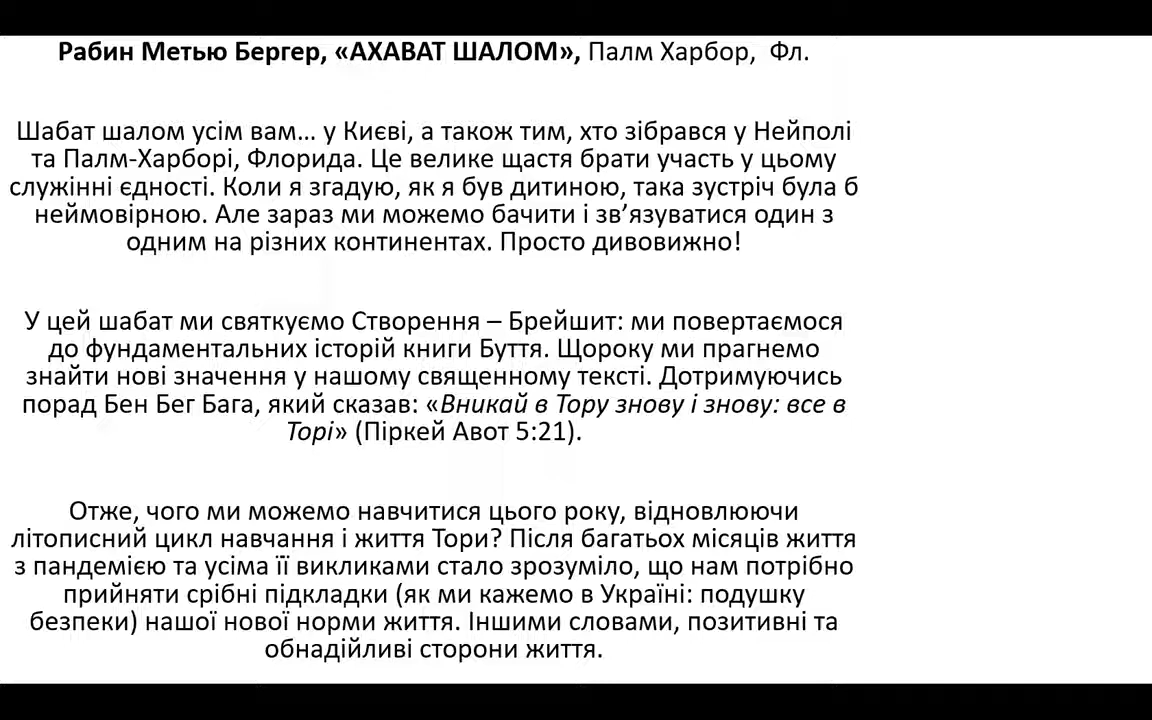 Рабин Метью Бергер, «АХАВАТ ШАЛОМ», Палм Харбор, Фл.
Шабат шалом усім вам… у Києві, а також тим, хто зібрався у Нейполі
та Палм-Харборі, Флорида. Це велике щастя брати участь у цьому
служінні єдності. Коли я згадую, як я був дитиною, така зустріч була б
неймовірною. Але зараз ми можемо бачити і зв’язуватися один з
одним на різних континентах. Просто дивовижно!
У цей шабат ми святкуємо Створення – Брейшит: ми повертаємося
до фундаментальних історій книги Буття. Щороку ми прагнемо
знайти нові значення у нашому священному тексті. Дотримуючись
порад Бен Бег Бага, який сказав: «Вникай в Тору знову і знову: все в
Торі» (Піркей Авот 5:21).
Отже, чого ми можемо навчитися цього року, відновлюючи
літописний цикл навчання і життя Тори? Після багатьох місяців життя
з пандемією та усіма її викликами стало зрозуміло, що нам потрібно
прийняти срібні підкладки (як ми кажемо в Україні: подушку
безпеки) нашої нової норми життя. Іншими словами, позитивні та
обнадійливі сторони життя.